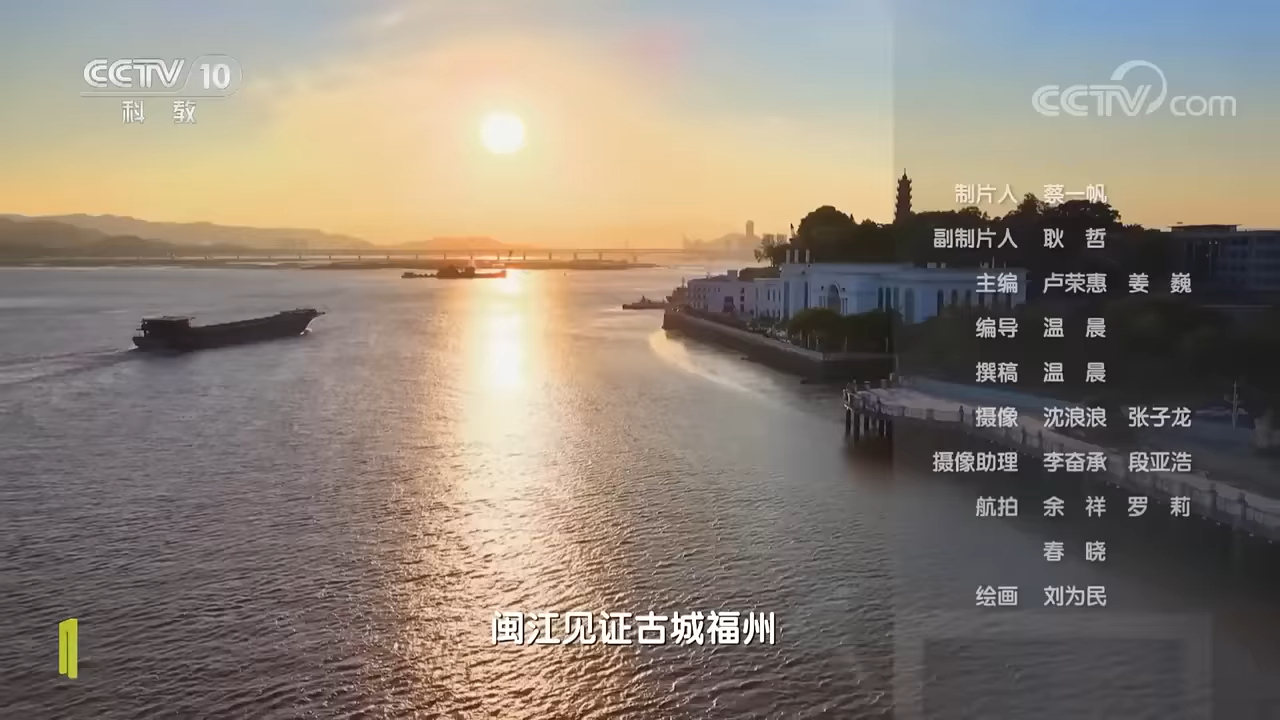 CCTV 10
科 教
CCTV com
制片人 蔡一帆
副制片人 耿 哲
主编 卢荣惠 姜 巍
编导 温 晨
撰稿 温 晨
摄像 沈浪浪 张子龙
摄像助理 李奋承 段亚浩
航拍 余 祥 罗 莉
春 晓
绘画 刘为民
闽江见证古城福州